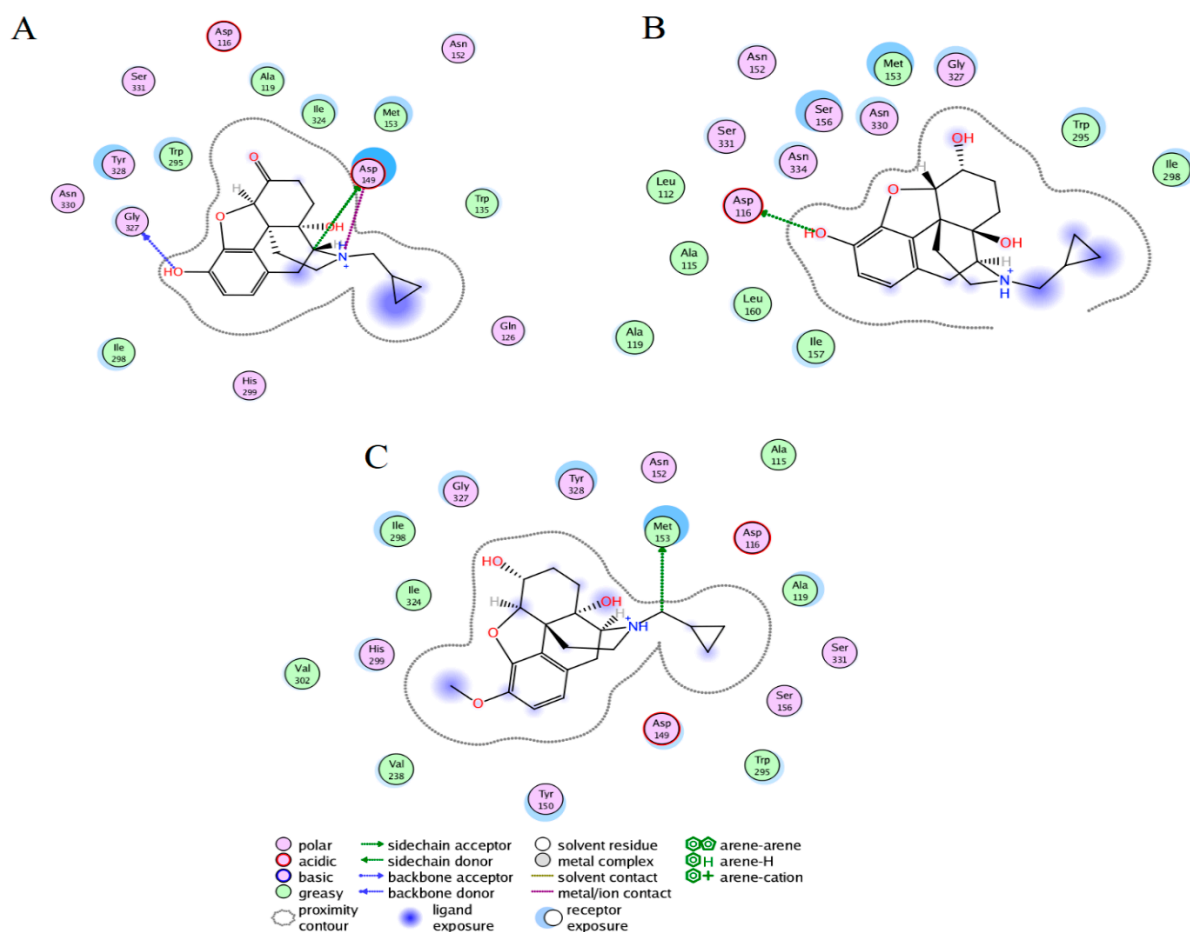 A
Asp
116
Asn
152
Ser
331
Ala
119
Ile
324
Met
153
Tyr
328
Trp
295
Asp
149
Asn
330
Gly
327
Trp
135
O
H
O
OH
H
N
+
HO
Gln
126
Ile
298
His
299
B
Asn
152
Met
153
Gly
327
Ser
156
Asn
330
Trp
295
Ser
331
Asn
334
Ile
298
Leu
112
Asp
116
OH
H
O
HO
OH
H
N
+
H
Ala
115
Leu
160
Ala
119
Ile
157
C
Asn
152
Ala
115
Gly
327
Tyr
328
Ile
298
Met
153
Asp
116
Ile
324
Ala
119
HO
H
OH
H
+
NH
O
O
His
299
Ser
331
Val
302
Ser
156
Asp
149
Val
238
Trp
295
Tyr
150
polar
acidic
basic
greasy
proximity
contour
sidechain acceptor
sidechain donor
backbone acceptor
backbone donor
ligand
exposure
solvent residue
metal complex
solvent contact
metal/ion contact
receptor
exposure
arene-arene
H arene-H
+ arene-cation